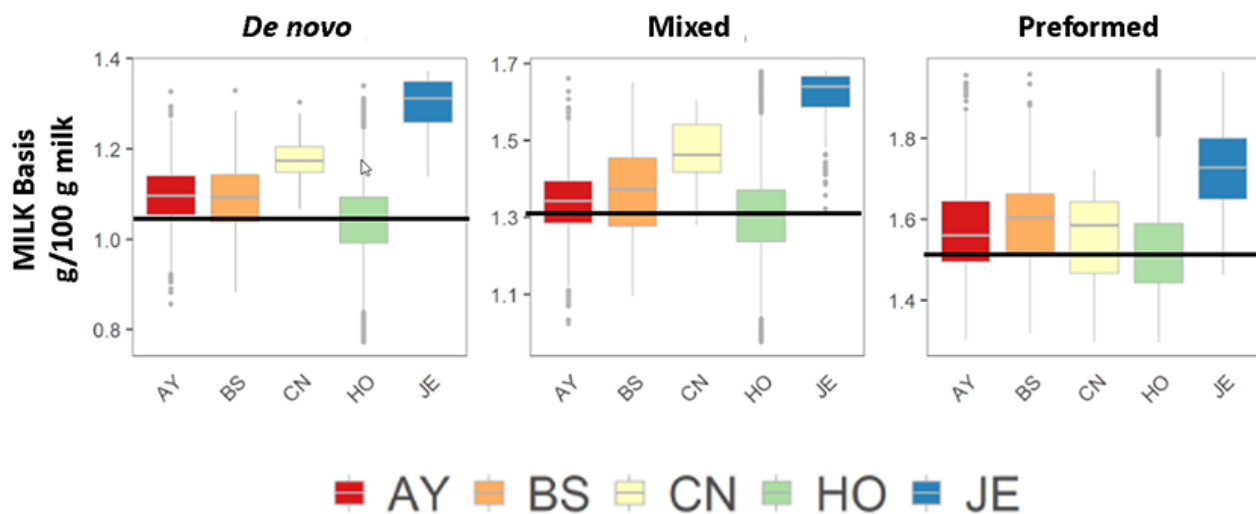 De novo
Mixed
Preformed
MILK Basis
g/100 g milk
1.4
1.2
1.0
0.8
AY
BS
CN
HO
JE
1.7
1.5
1.3
1.1
AY
BS
CN
HO
JE
1.8
1.6
1.4
AY
BS
CN
HO
JE
AY BS CN HO JE